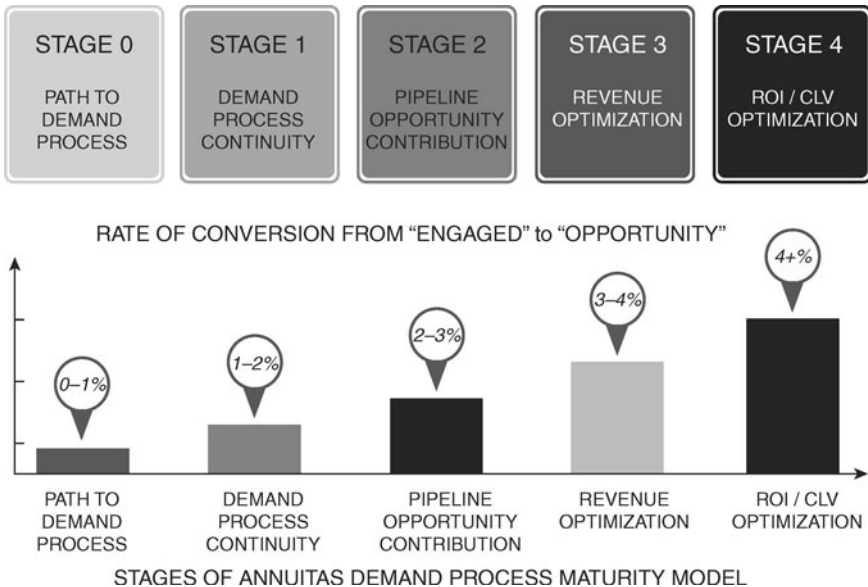 STAGE 0
PATH TO
DEMAND
PROCESS
STAGE 1
DEMAND
PROCESS
CONTINUITY
STAGE 2
PIPELINE
OPPORTUNITY
CONTRIBUTION
STAGE 3
REVENUE
OPTIMIZATION
STAGE 4
ROI / CLV
OPTIMIZATION
RATE OF CONVERSION FROM “ENGAGED” to “OPPORTUNITY”
0–1%
1–2%
2–3%
3–4%
4+%
PATH TO
DEMAND
PROCESS
DEMAND
PROCESS
CONTINUITY
PIPELINE
OPPORTUNITY
CONTRIBUTION
REVENUE
OPTIMIZATION
ROI / CLV
OPTIMIZATION
STAGES OF ANNUITAS DEMAND PROCESS MATURITY MODEL